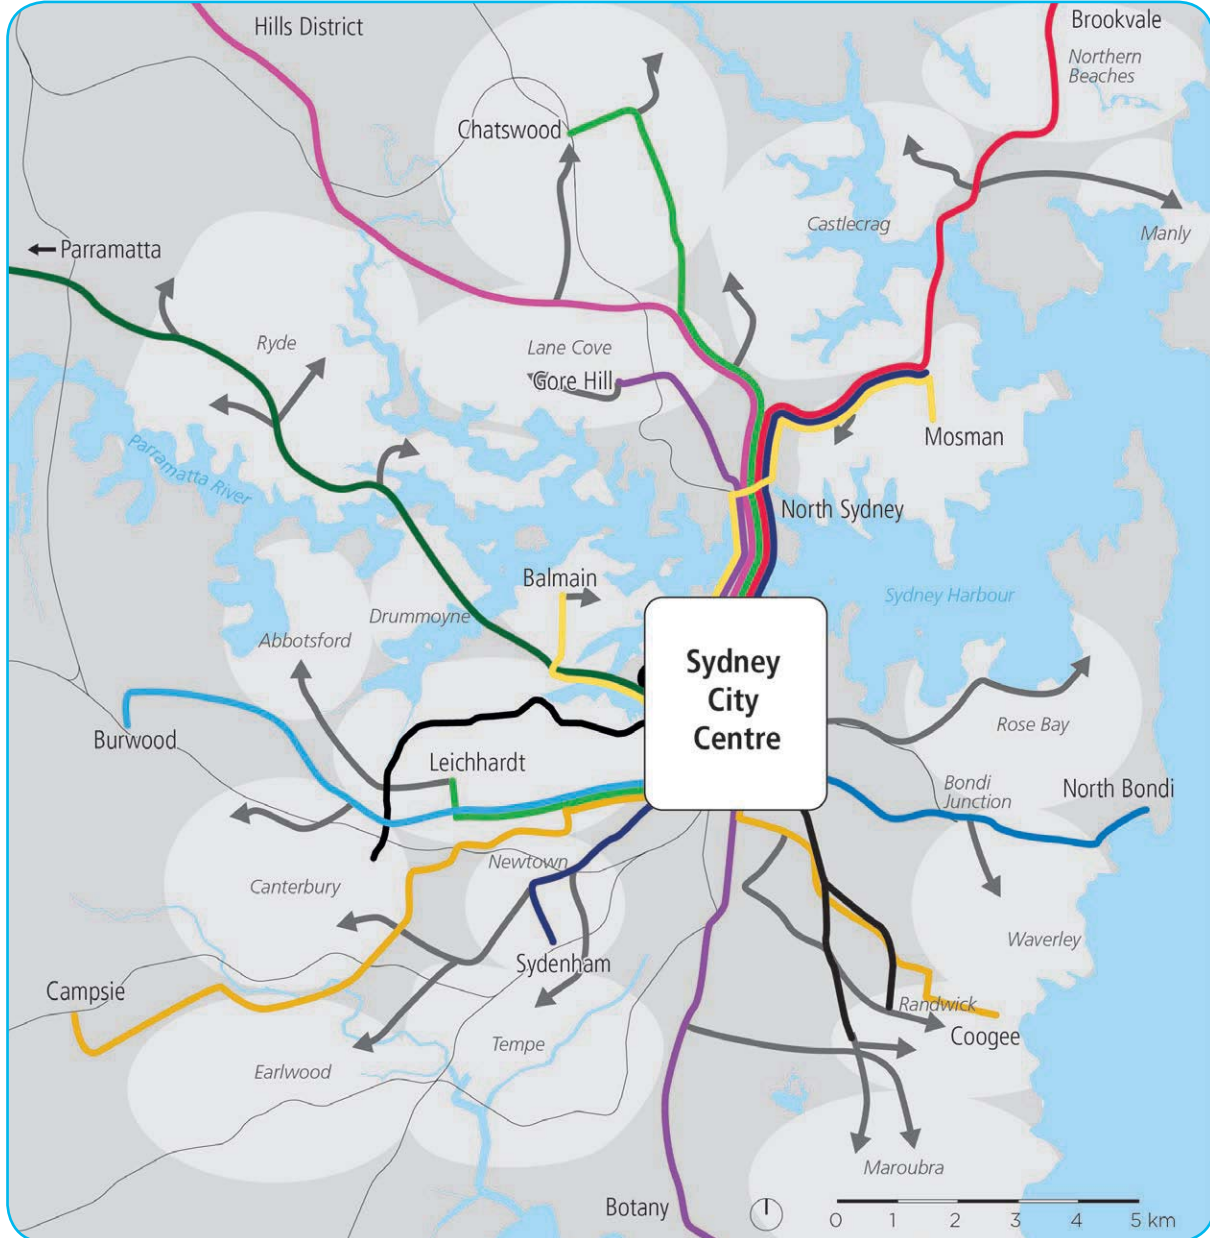 Hills District
Brookvale
Northern
Beaches
Chatswood
Castlecrag
Manly
Parramatta
Ryde
Lane Cove
Gore Hill
Mosman
Parramatta River
North Sydney
Balmain
Drummoyne
Sydney Harbour
Abbotsford
Sydney
City
Centre
Rose Bay
Burwood
Leichhardt
Bondi
Junction
North Bondi
Newtown
Canterbury
Waverley
Sydenham
Campsie
Randwick
Coogee
Tempe
Earlwood
Maroubra
Botany
0 1 2 3 4 5 km